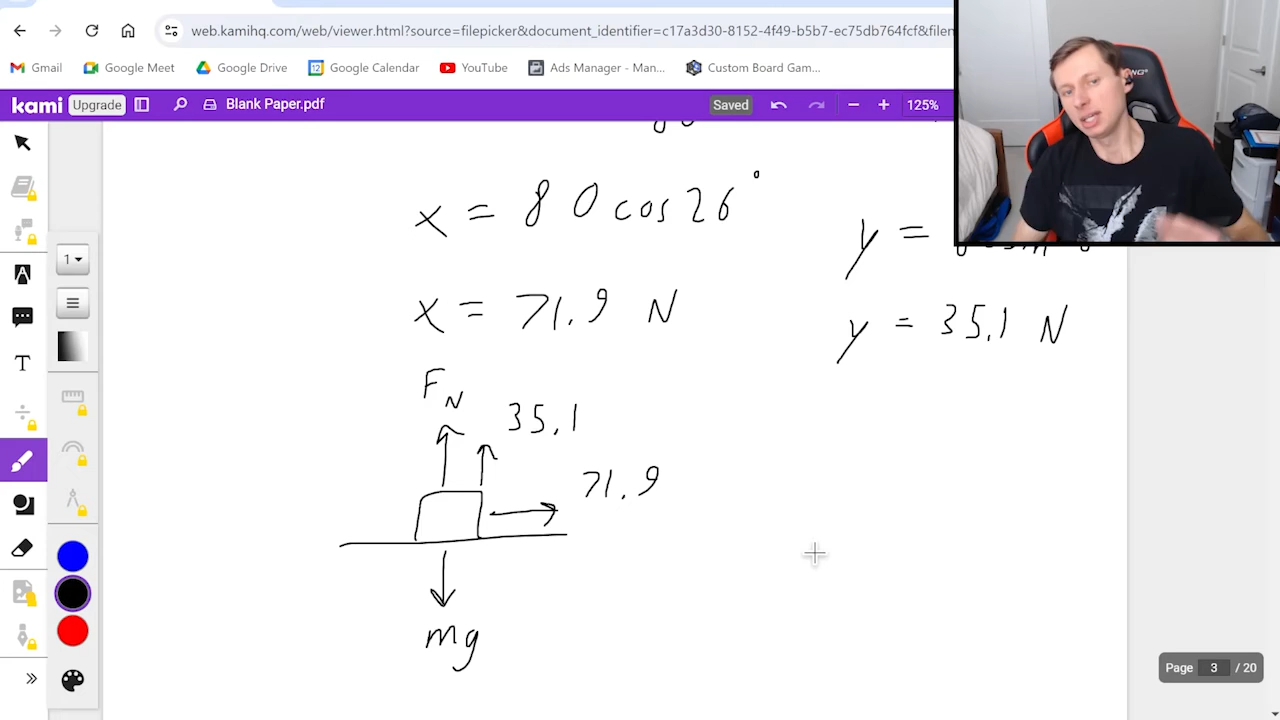 web.kamihq.com/web/viewer.html?source=filepicker&document_identifier=c17a3d30-8152-4f49-b5b7-ec75db764fcf&filen
Gmail Google Meet Google Drive Google Calendar YouTube Ads Manager - Man... Custom Board Gam...
kami Upgrade Blank Paper.pdf Saved 125%
x = 80 cos 26°
y =
x = 71.9 N
y = 35.1 N
F_N
35.1
71.9
mg
1
T
Page 3 / 20